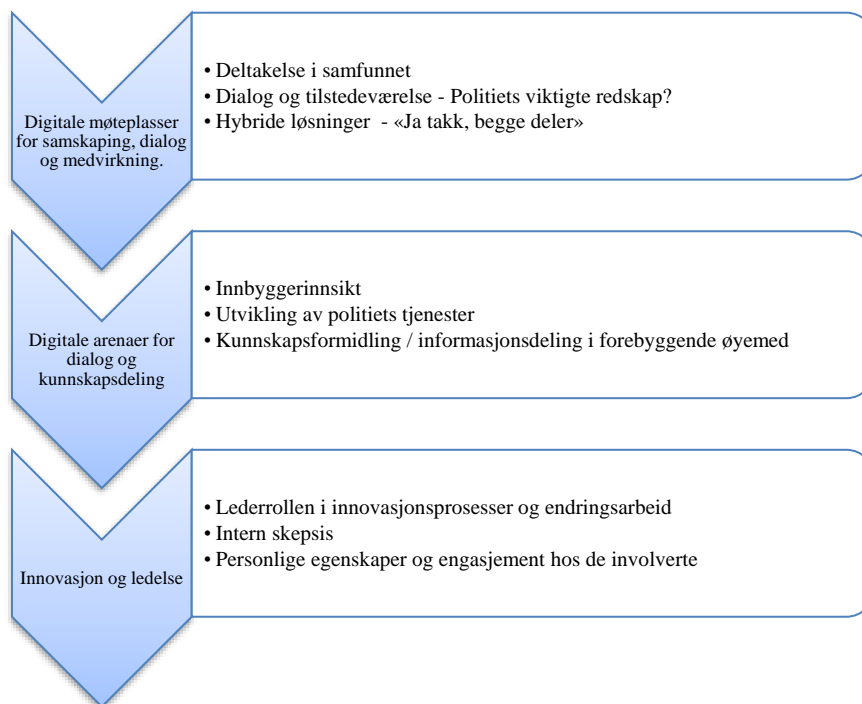 Digitale møteplasser
for samskaping, dialog
og medvirkning.
• Deltakelse i samfunnet
• Dialog og tilstedeværelse - Politiets viktigte redskap?
• Hybride løsninger - «Ja takk, begge deler»
Digitale arenaer for
dialog og
kunnskapsdeling
• Innbyggerinnsikt
• Utvikling av politiets tjenester
• Kunnskapsformidling / informasjonsdeling i forebyggende øyemed
Innovasjon og ledelse
• Lederrollen i innovasjonsprosesser og endringsarbeid
• Intern skepsis
• Personlige egenskaper og engasjement hos de involverte